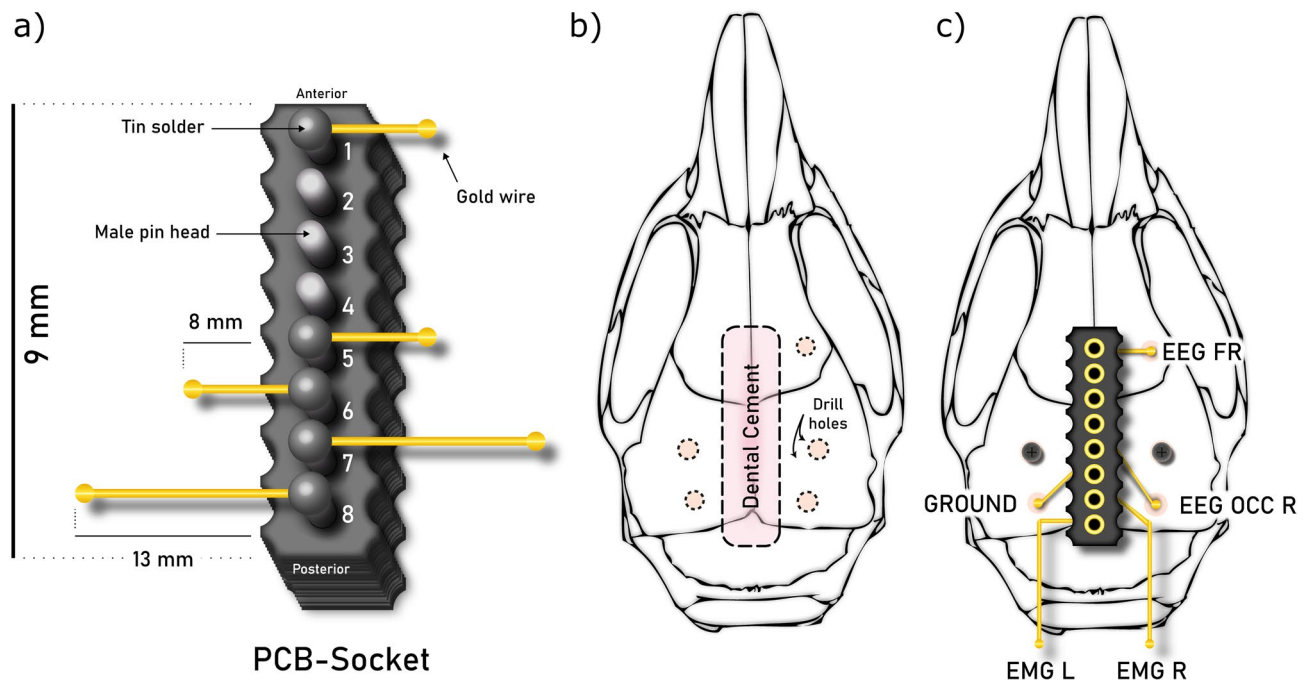 a)
Anterior
Tin solder
1
Gold wire
2
Male pin head
3
4
8 mm
5
9 mm
6
7
8
13 mm
Posterior
PCB-Socket
b)
Dental Cement
Drill
holes
c)
EEG FR
GROUND
EEG OCC R
EMG L
EMG R